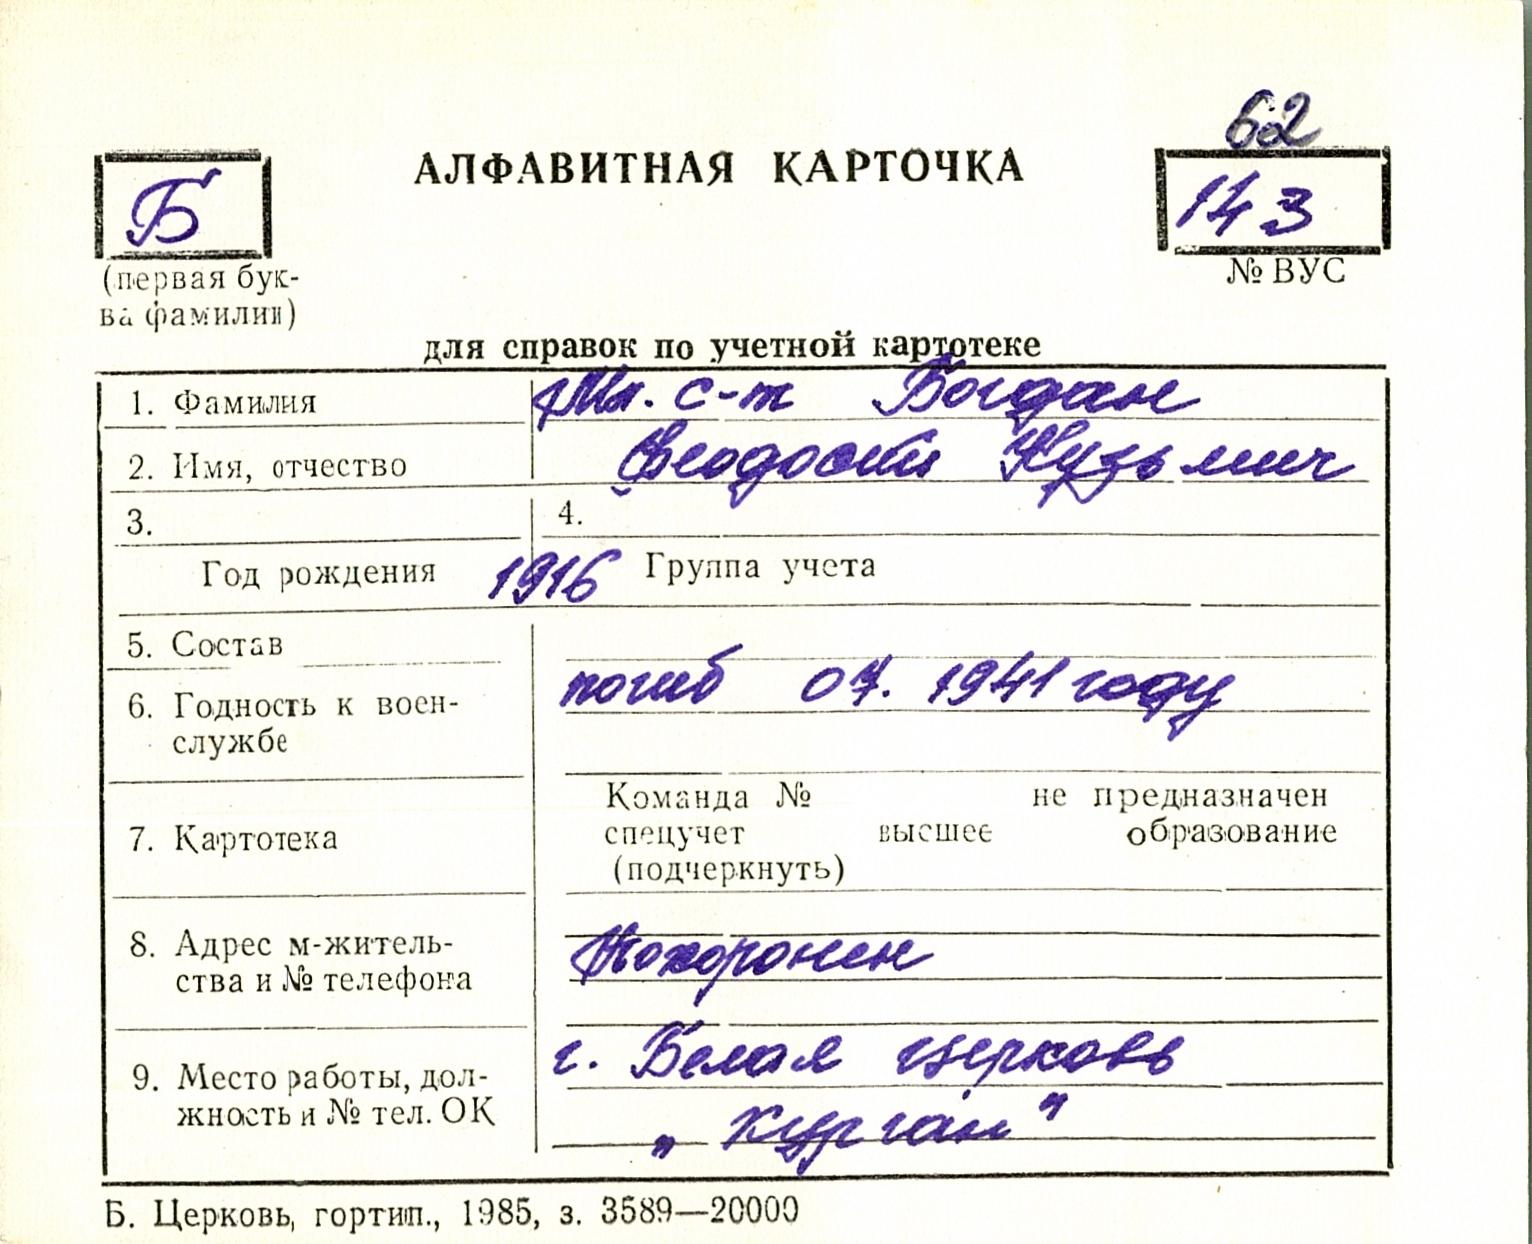 62
Б
АЛФАВИТНАЯ КАРТОЧКА
143
(первая бук-
ва фамилии)
№ ВУС
для справок по учетной картотеке
1. Фамилия Мл. с-т Богдан
2. Имя, отчество Феодосий Кузьмич
3. 4.
Год рождения 1916 Группа учета
5. Состав
6. Годность к воен-
службе
погиб 07. 1941 году
7. Картотека
Команда № не предназначен
спецучет высшее образование
(подчеркнуть)
8. Адрес м-житель-
ства и № телефона
Похоронен
9. Место работы, дол-
жность и № тел. ОК
г. Белая Церковь
„Курган"
Б. Церковь, гортип., 1985, з. 3589—20000